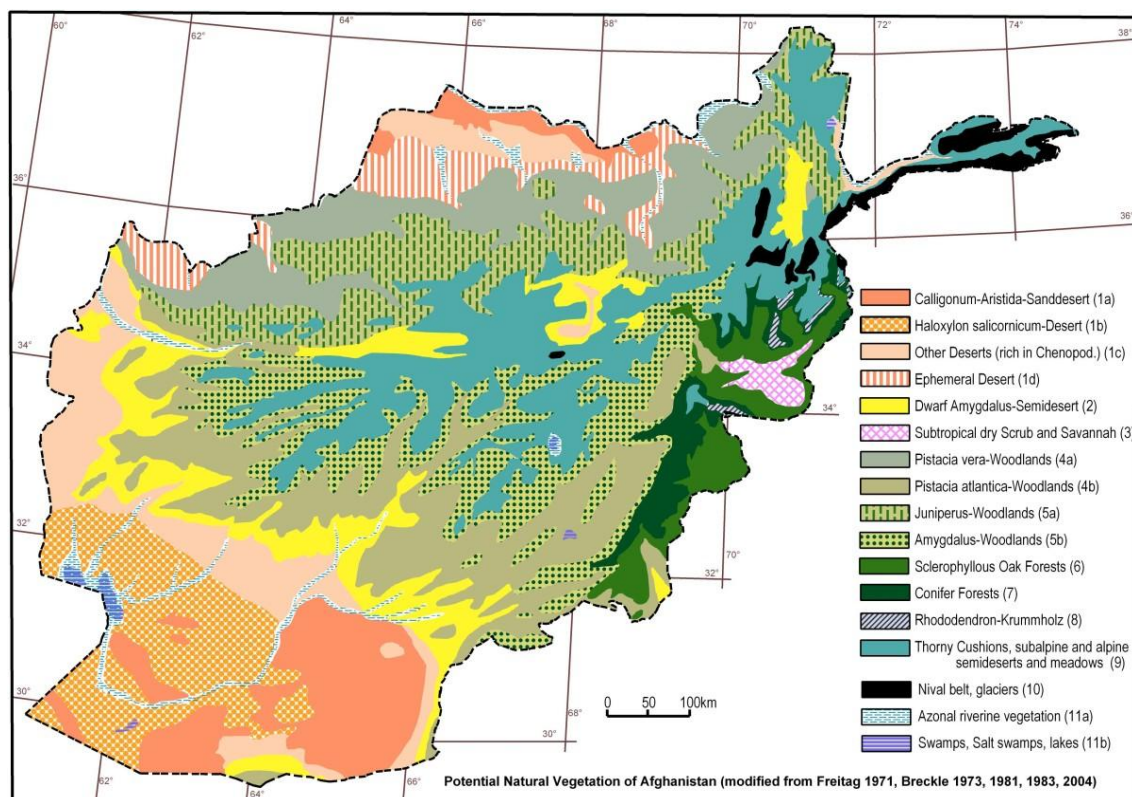 60°
62°
64°
66°
68°
70°
72°
74°
38°
36°
36°
34°
34°
32°
32°
70°
30°
30°
68°
62°
64°
66°
Calligonum-Aristida-Sanddesert (1a)
Haloxylon salicornicum-Desert (1b)
Other Deserts (rich in Chenopod.) (1c)
Ephemeral Desert (1d)
Dwarf Amygdalus-Semidesert (2)
Subtropical dry Scrub and Savannah (3)
Pistacia vera-Woodlands (4a)
Pistacia atlantica-Woodlands (4b)
Juniperus-Woodlands (5a)
Amygdalus-Woodlands (5b)
Sclerophyllous Oak Forests (6)
Conifer Forests (7)
Rhododendron-Krummholz (8)
Thorny Cushions, subalpine and alpine
semideserts and meadows (9)
Nival belt, glaciers (10)
Azonal riverine vegetation (11a)
Swamps, Salt swamps, lakes (11b)
0 50 100km
Potential Natural Vegetation of Afghanistan (modified from Freitag 1971, Breckle 1973, 1981, 1983, 2004)